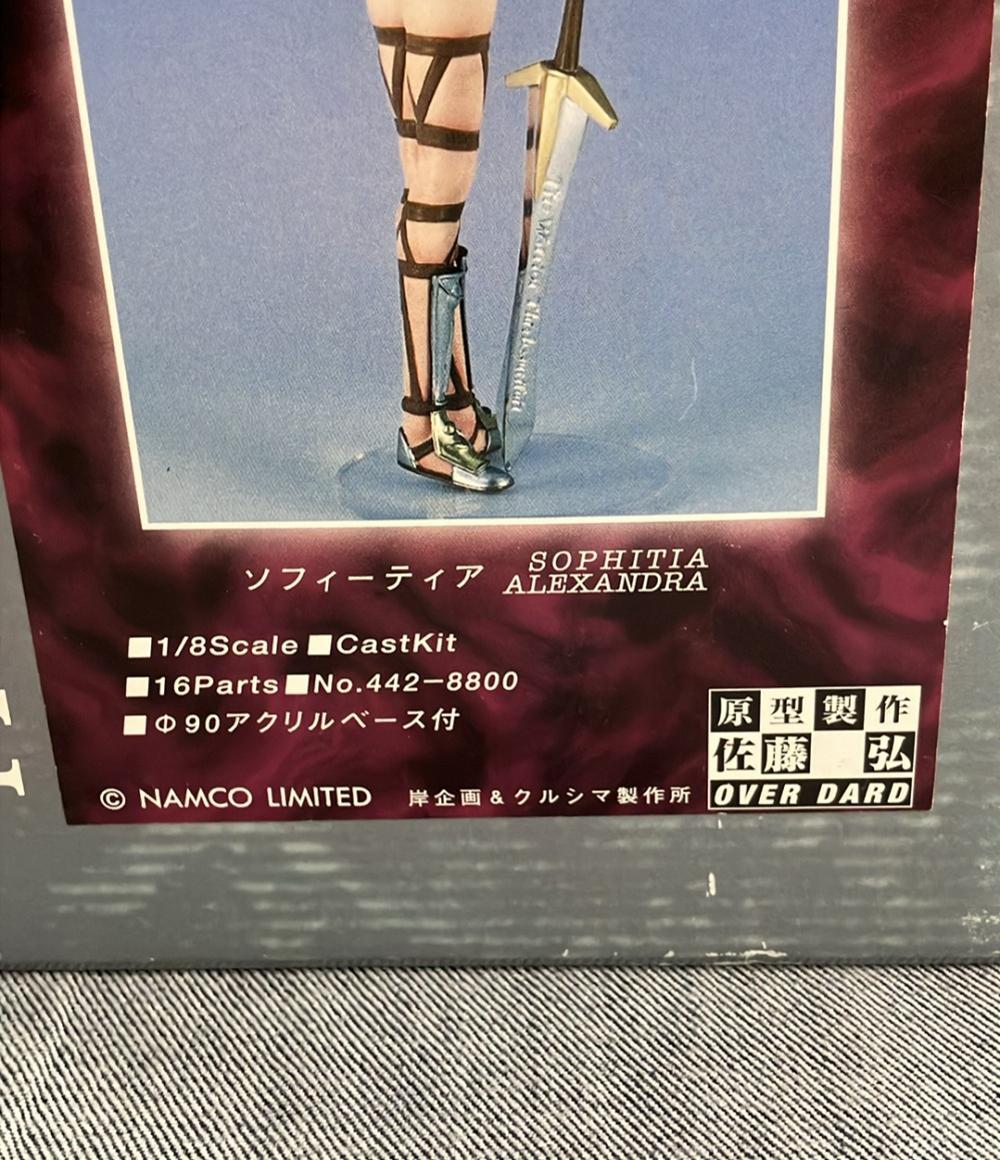 ソフィーティア
SOPHITIA
ALEXANDRA
■1/8Scale ■CastKit
■16Parts ■No.442-8800
■Φ90アクリルベース付
© NAMCO LIMITED 岸企画&クルシマ製作所
原型製作
佐藤 弘
OVER DARD